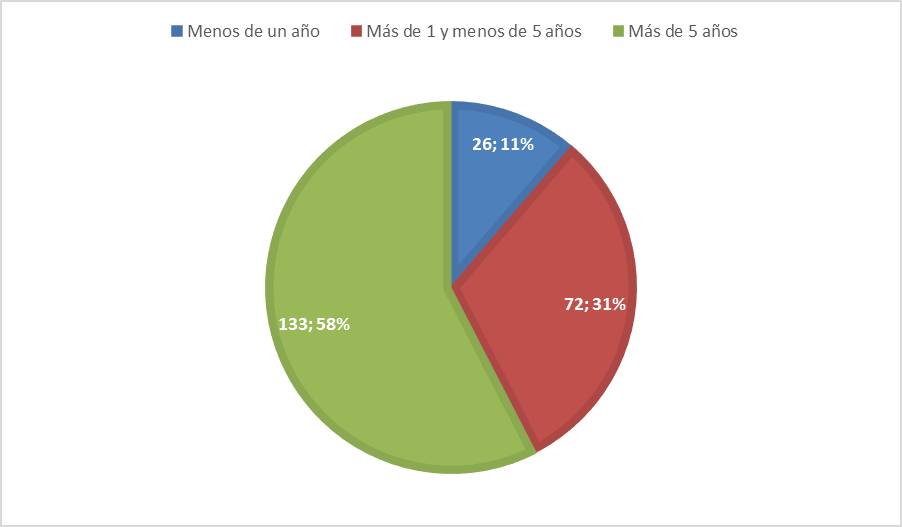 Menos de un año Más de 1 y menos de 5 años Más de 5 años
26; 11%
72; 31%
133; 58%